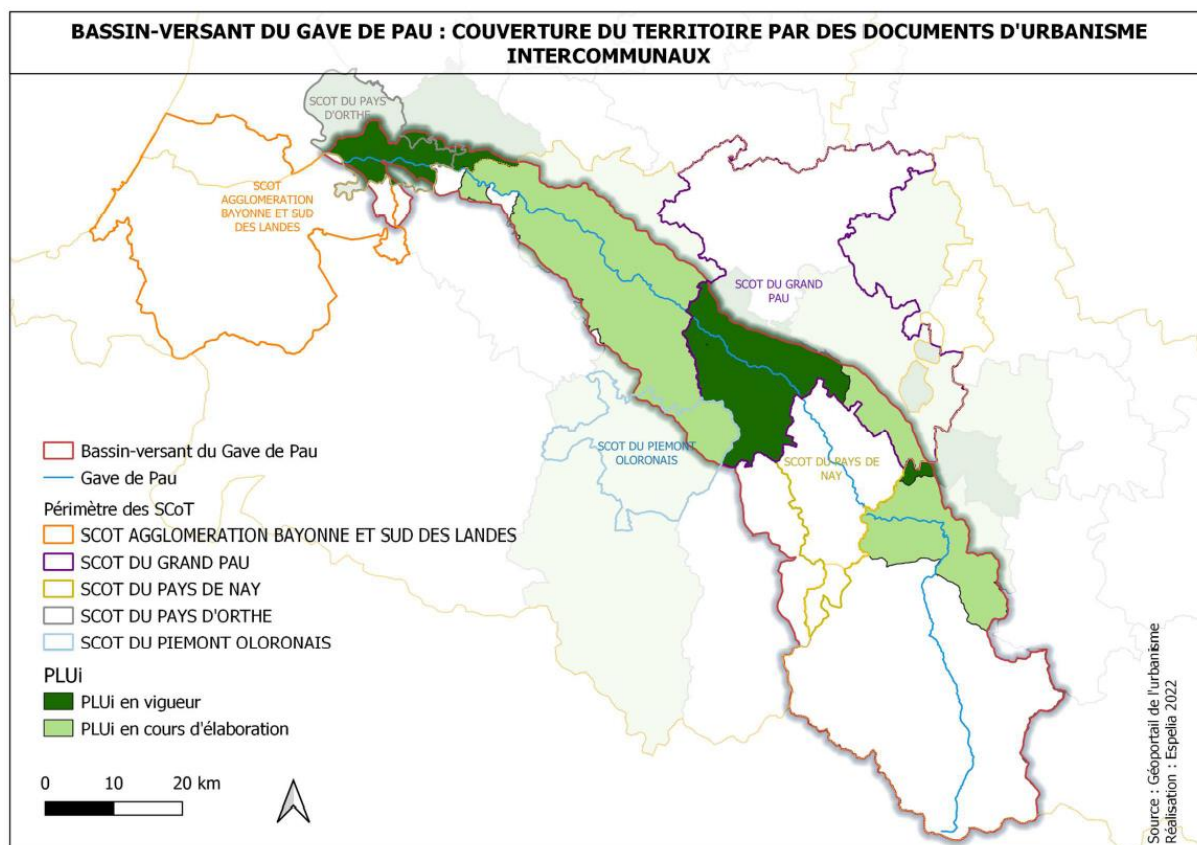 BASSIN-VERSANT DU GAVE DE PAU : COUVERTURE DU TERRITOIRE PAR DES DOCUMENTS D'URBANISME
INTERCOMMUNAUX
SCOT DU PAYS
D'ORTHE
SCOT
AGGLOMERATION
BAYONNE ET SUD
DES LANDES
SCOT DU GRAND
PAU
SCOT DU PIEMONT
OLORONAIS
SCOT DU PAYS DE
NAY
Bassin-versant du Gave de Pau
Gave de Pau
Périmètre des SCoT
SCOT AGGLOMERATION BAYONNE ET SUD DES LANDES
SCOT DU GRAND PAU
SCOT DU PAYS DE NAY
SCOT DU PAYS D'ORTHE
SCOT DU PIEMONT OLORONAIS
PLUi
PLUi en vigueur
PLUi en cours d'élaboration
0 10 20 km
Source : Géoportail de l'urbanisme
Réalisation : Espelia 2022